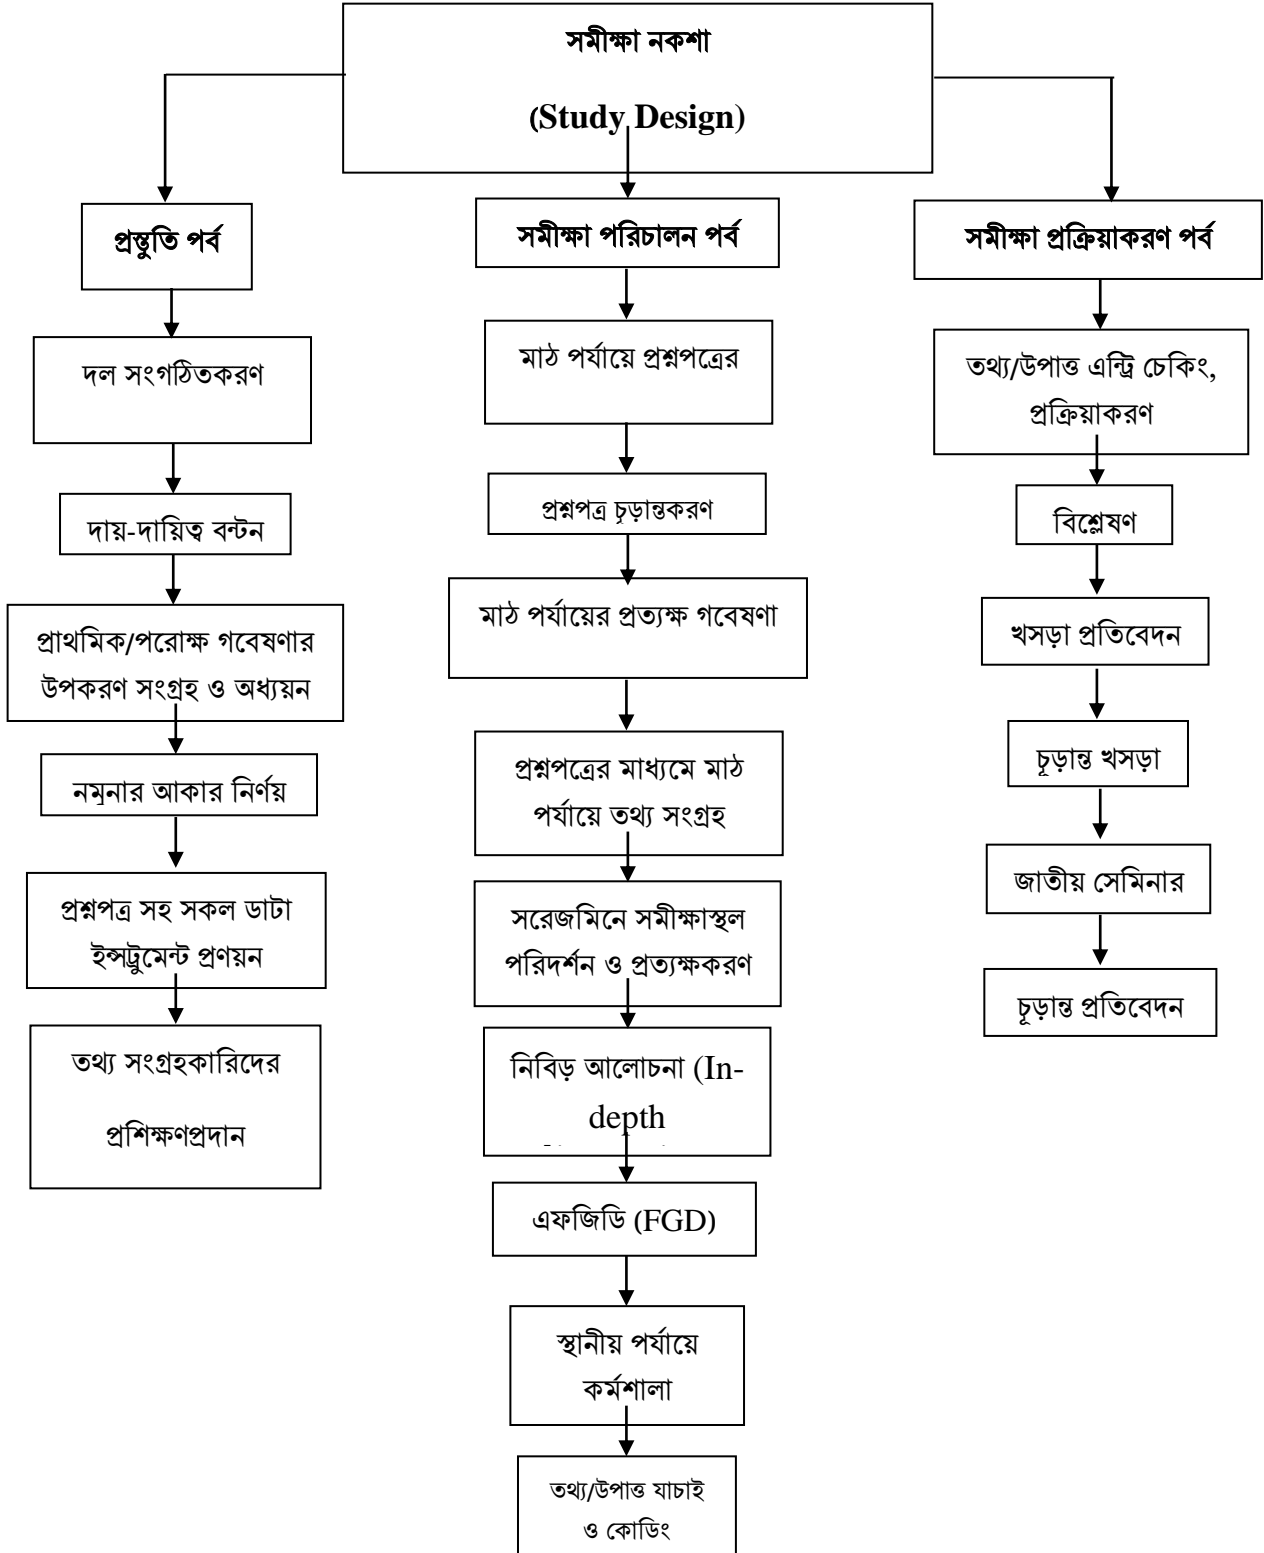 সমীক্ষা নকশা
(Study Design)
প্রস্তুতি পর্ব
দল সংগঠিতকরণ
দায়-দায়িত্ব বন্টন
প্রাথমিক/পরোক্ষ গবেষণার
উপকরণ সংগ্রহ ও অধ্যয়ন
নমুনার আকার নির্ণয়
প্রশ্নপত্র সহ সকল ডাটা
ইন্সট্রুমেন্ট প্রণয়ন
তথ্য সংগ্রহকারিদের
প্রশিক্ষণপ্রদান
সমীক্ষা পরিচালন পর্ব
মাঠ পর্যায়ে প্রশ্নপত্রের
প্রশ্নপত্র চূড়ান্তকরণ
মাঠ পর্যায়ের প্রত্যক্ষ গবেষণা
প্রশ্নপত্রের মাধ্যমে মাঠ
পর্যায়ে তথ্য সংগ্রহ
সরেজমিনে সমীক্ষাস্থল
পরিদর্শন ও প্রত্যক্ষকরণ
নিবিড় আলোচনা (In-
depth
এফজিডি (FGD)
স্থানীয় পর্যায়ে
কর্মশালা
তথ্য/উপাত্ত যাচাই
ও কোডিং
সমীক্ষা প্রক্রিয়াকরণ পর্ব
তথ্য/উপাত্ত এন্ট্রি চেকিং,
প্রক্রিয়াকরণ
বিশ্লেষণ
খসড়া প্রতিবেদন
চূড়ান্ত খসড়া
জাতীয় সেমিনার
চূড়ান্ত প্রতিবেদন